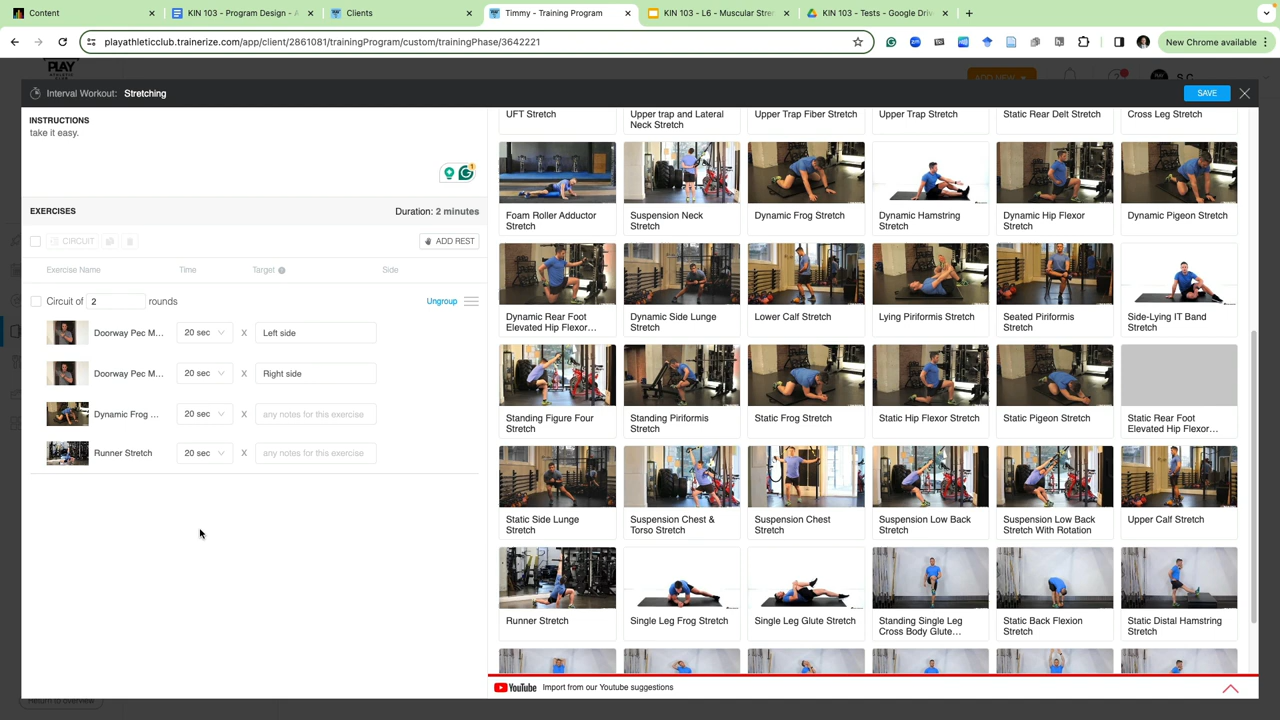 Content
KIN 103 - Program Design - A
Clients
Timmy - Training Program
KIN 103 - L6 - Muscular Stre
KIN 103 - Tests - Google Dri
playathleticclub.trainerize.com/app/client/2861081/trainingProgram/custom/trainingPhase/3642221
New Chrome available
PLAY
ADD NEW
S C
Interval Workout: Stretching
SAVE
INSTRUCTIONS
take it easy.
1
EXERCISES
Duration: 2 minutes
CIRCUIT
ADD REST
Exercise Name Time Target Side
Circuit of 2 rounds
Ungroup
Doorway Pec M... 20 sec X Left side
Doorway Pec M... 20 sec X Right side
Dynamic Frog ... 20 sec X any notes for this exercise
Runner Stretch 20 sec X any notes for this exercise
UFT Stretch
Upper trap and Lateral
Neck Stretch
Upper Trap Fiber Stretch
Upper Trap Stretch
Static Rear Delt Stretch
Cross Leg Stretch
Foam Roller Adductor
Stretch
Suspension Neck
Stretch
Dynamic Frog Stretch
Dynamic Hamstring
Stretch
Dynamic Hip Flexor
Stretch
Dynamic Pigeon Stretch
Dynamic Rear Foot
Elevated Hip Flexor...
Dynamic Side Lunge
Stretch
Lower Calf Stretch
Lying Piriformis Stretch
Seated Piriformis
Stretch
Side-Lying IT Band
Stretch
Standing Figure Four
Stretch
Standing Piriformis
Stretch
Static Frog Stretch
Static Hip Flexor Stretch
Static Pigeon Stretch
Static Rear Foot
Elevated Hip Flexor...
Static Side Lunge
Stretch
Suspension Chest &
Torso Stretch
Suspension Chest
Stretch
Suspension Low Back
Stretch
Suspension Low Back
Stretch With Rotation
Upper Calf Stretch
Runner Stretch
Single Leg Frog Stretch
Single Leg Glute Stretch
Standing Single Leg
Cross Body Glute...
Static Back Flexion
Stretch
Static Distal Hamstring
Stretch
YouTube Import from our Youtube suggestions
Return to overview